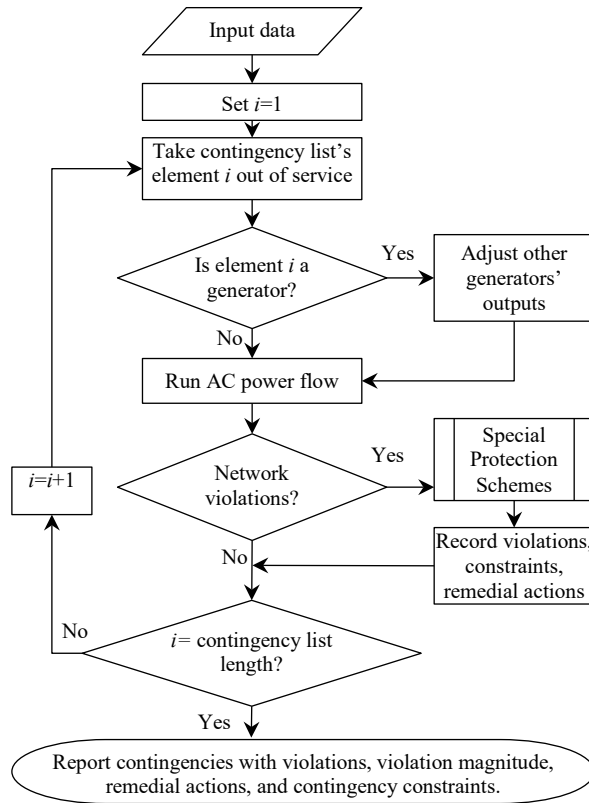 Input data
Set i=1
Take contingency list's
element i out of service
Is element i a
generator?
Yes
Adjust other
generators'
outputs
No
Run AC power flow
Network
violations?
Yes
Special
Protection
Schemes
Record violations,
constraints,
remedial actions
No
i=i+1
i= contingency list
length?
No
Yes
Report contingencies with violations, violation magnitude,
remedial actions, and contingency constraints.